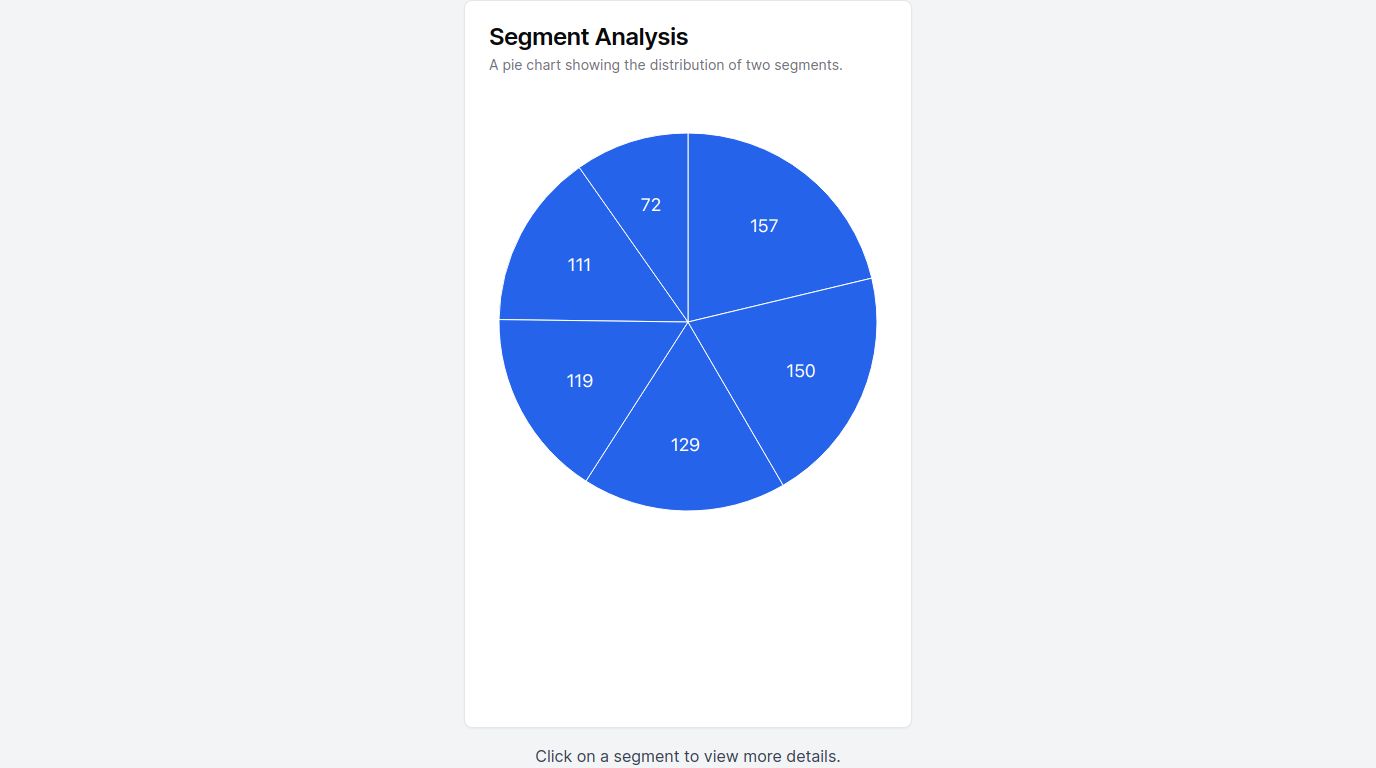 Segment Analysis
A pie chart showing the distribution of two segments.
72
157
111
150
119
129
Click on a segment to view more details.